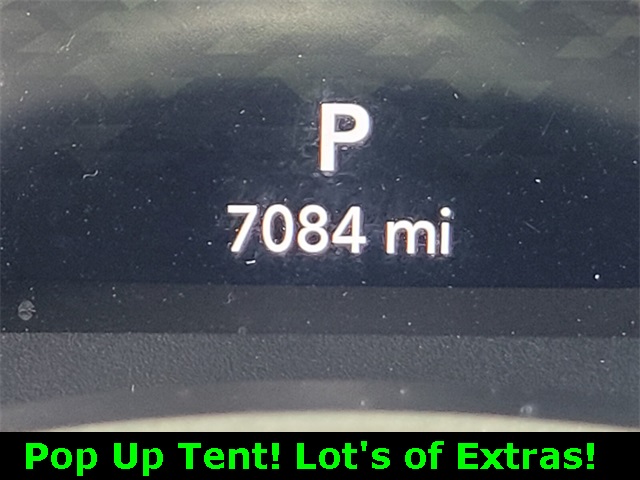 P
7084 mi
Pop Up Tent! Lot's of Extras!